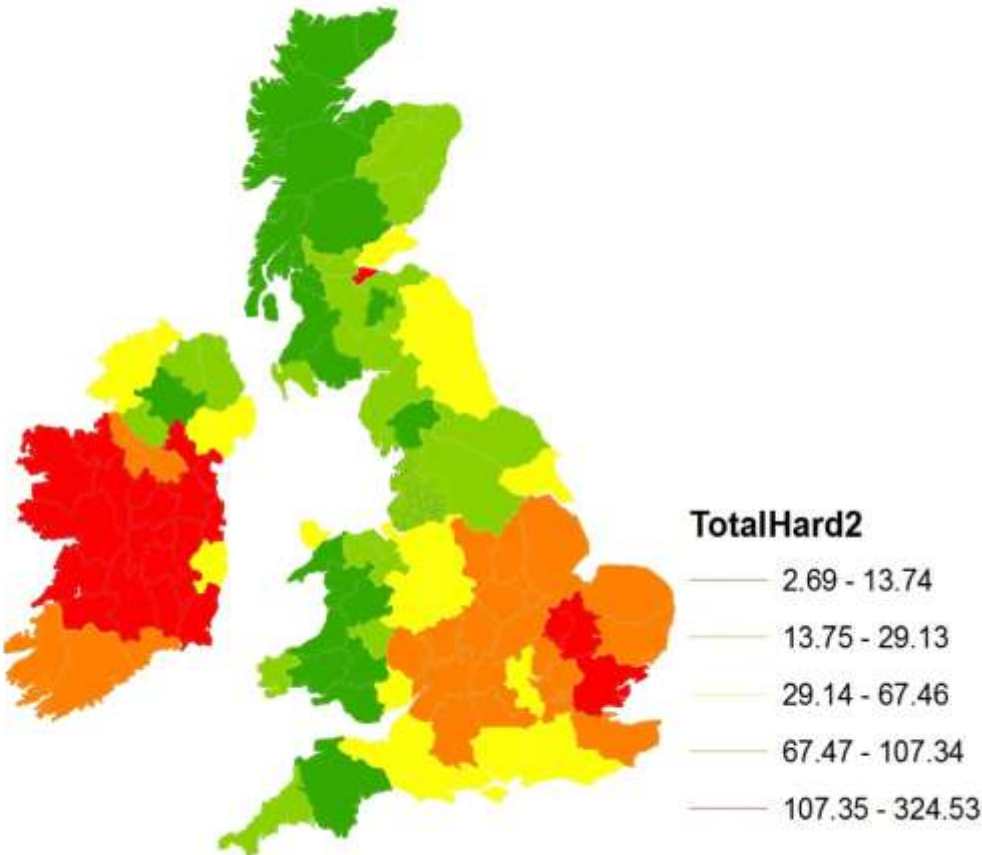 TotalHard2
2.69 - 13.74
13.75 - 29.13
29.14 - 67.46
67.47 - 107.34
107.35 - 324.53